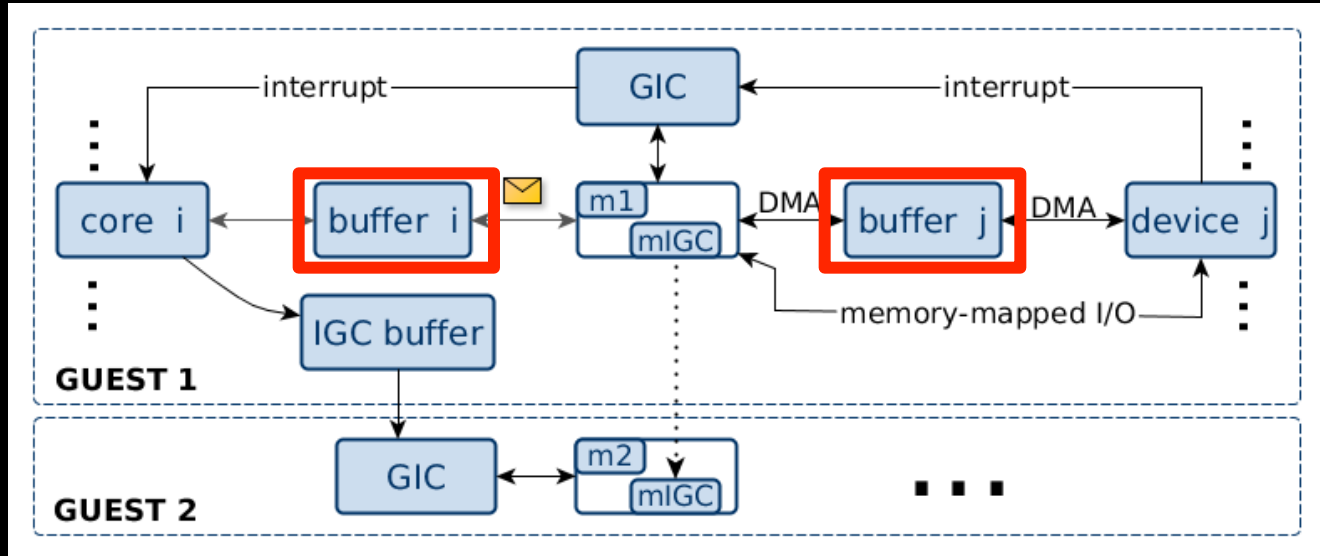 GIC
interrupt
interrupt
core i
buffer i
m1
mIGC
DMA
buffer j
DMA
device j
IGC buffer
memory-mapped I/O
GUEST 1
GIC
m2
mIGC
GUEST 2